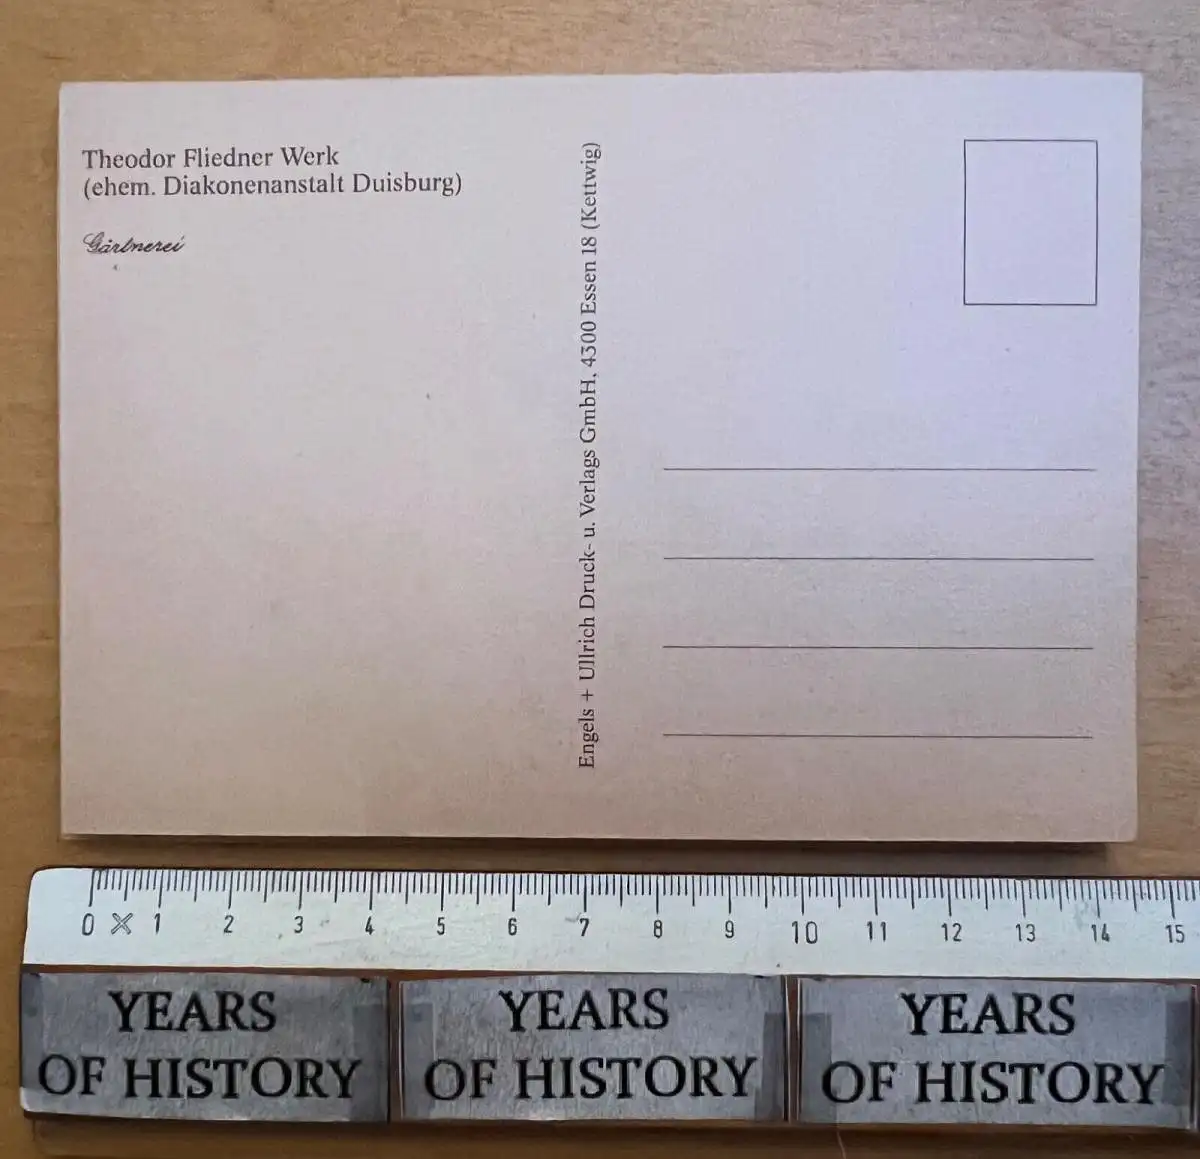 Theodor Fliedner Werk
(ehem. Diakonenanstalt Duisburg)
Gärtnerei
Engels + Ullrich Druck- u. Verlags GmbH, 4300 Essen 18 (Kettwig)
0 1 2 3 4 5 6 7 8 9 10 11 12 13 14 15
YEARS
OF HISTORY
YEARS
OF HISTORY
YEARS
OF HISTORY